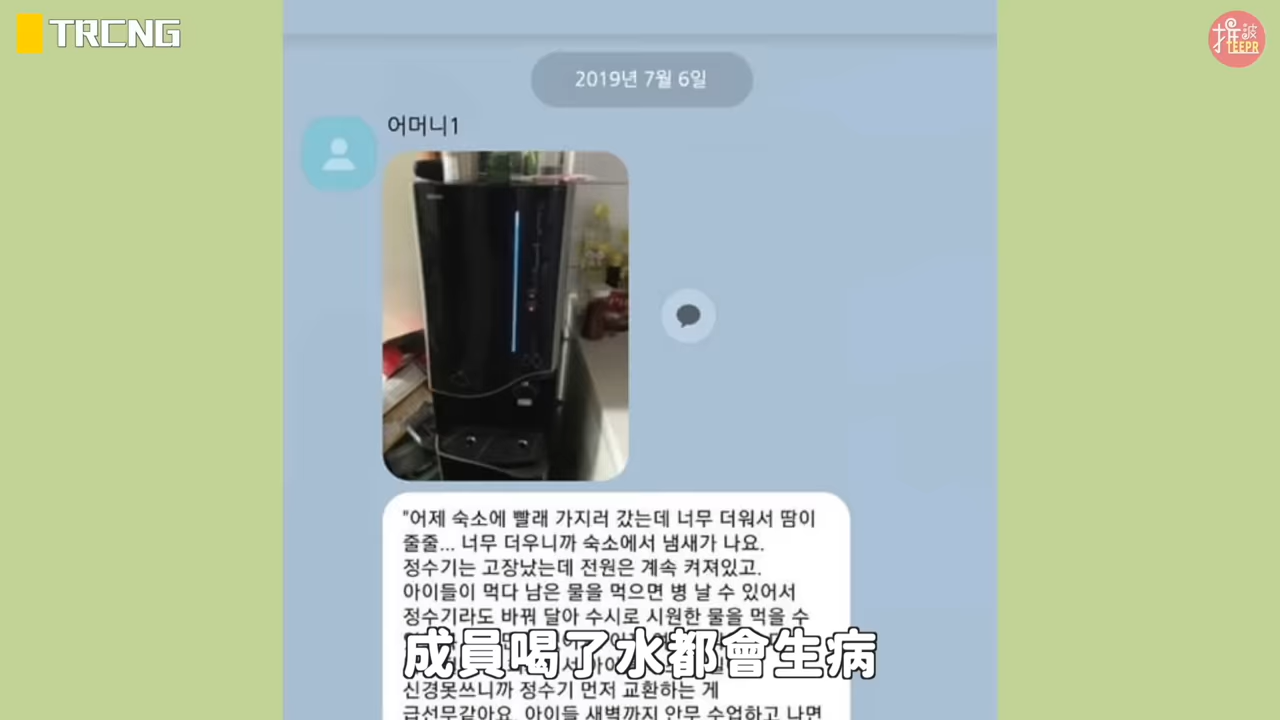 TRCNG
推誒
TEEPR
2019년 7월 6일
어머니1
"어제 숙소에 빨래 가지러 갔는데 너무 더워서 땀이
줄줄... 너무 더우니까 숙소에서 냄새가 나요.
정수기는 고장났는데 전원은 계속 켜져있고.
아이들이 먹다 남은 물을 먹으면 병 날 수 있어서
정수기라도 바꿔 달아 수시로 시원한 물을 먹을 수
成員喝了水都會生病
신경못쓰니까 정수기 먼저 교환하는 게
급선무같아요. 아이들 새벽까지 안무 수업하고 나면